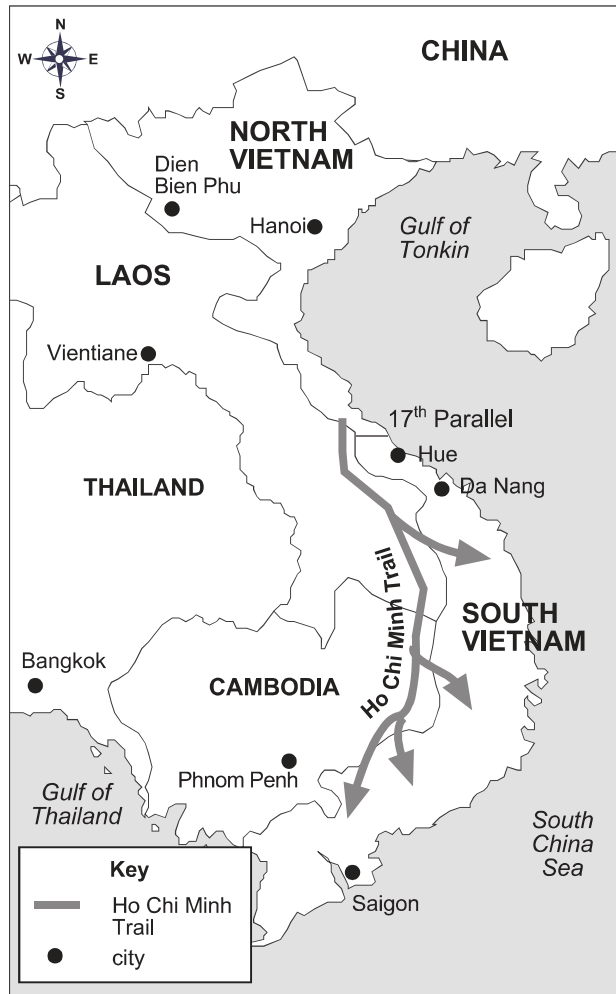 N
W E
S
CHINA
NORTH
VIETNAM
Dien
Bien Phu
Hanoi
Gulf of
Tonkin
LAOS
Vientiane
17th Parallel
Hue
Da Nang
THAILAND
Ho Chi Minh Trail
SOUTH
VIETNAM
Bangkok
CAMBODIA
Phnom Penh
Gulf of
Thailand
South
China
Sea
Saigon
Key
Ho Chi Minh
Trail
city